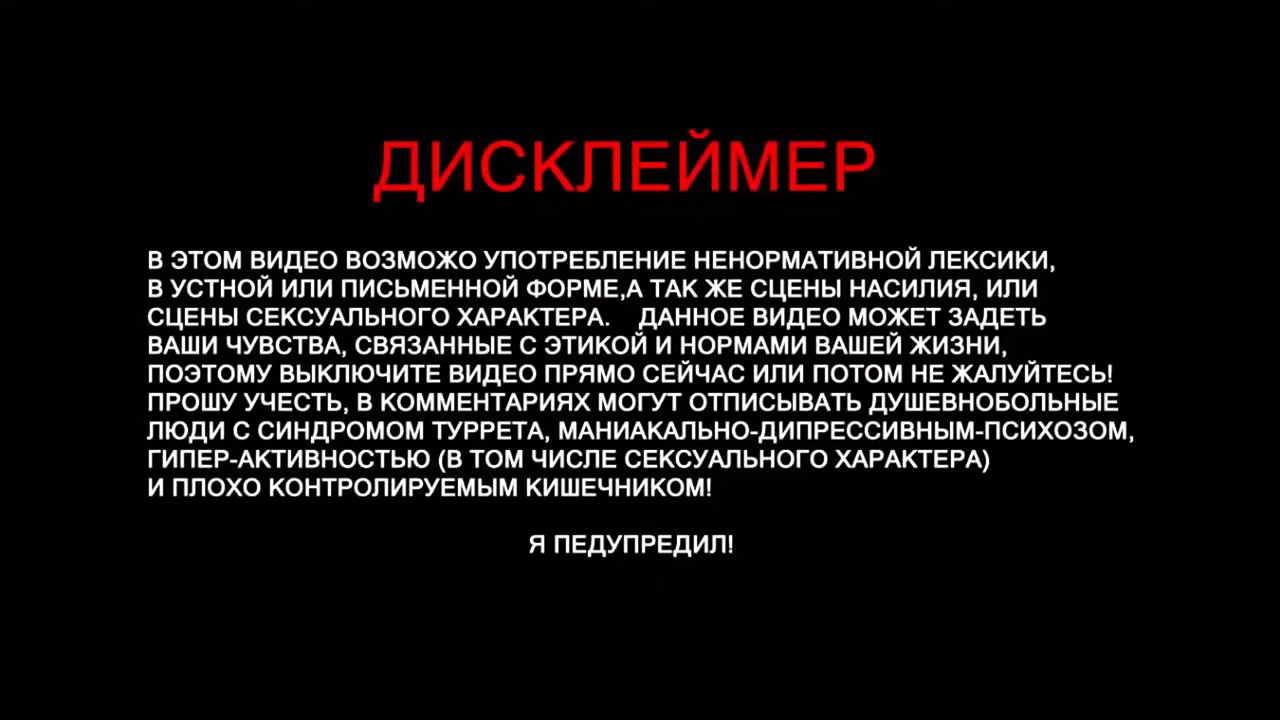 ДИСКЛЕЙМЕР
В ЭТОМ ВИДЕО ВОЗМОЖО УПОТРЕБЛЕНИЕ НЕНОРМАТИВНОЙ ЛЕКСИКИ,
В УСТНОЙ ИЛИ ПИСЬМЕННОЙ ФОРМЕ,А ТАК ЖЕ СЦЕНЫ НАСИЛИЯ, ИЛИ
СЦЕНЫ СЕКСУАЛЬНОГО ХАРАКТЕРА. ДАННОЕ ВИДЕО МОЖЕТ ЗАДЕТЬ
ВАШИ ЧУВСТВА, СВЯЗАННЫЕ С ЭТИКОЙ И НОРМАМИ ВАШЕЙ ЖИЗНИ,
ПОЭТОМУ ВЫКЛЮЧИТЕ ВИДЕО ПРЯМО СЕЙЧАС ИЛИ ПОТОМ НЕ ЖАЛУЙТЕСЬ!
ПРОШУ УЧЕСТЬ, В КОММЕНТАРИЯХ МОГУТ ОТПИСЫВАТЬ ДУШЕВНОБОЛЬНЫЕ
ЛЮДИ С СИНДРОМОМ ТУРРЕТА, МАНИАКАЛЬНО-ДИПРЕССИВНЫМ-ПСИХОЗОМ,
ГИПЕР-АКТИВНОСТЬЮ (В ТОМ ЧИСЛЕ СЕКСУАЛЬНОГО ХАРАКТЕРА)
И ПЛОХО КОНТРОЛИРУЕМЫМ КИШЕЧНИКОМ!
Я ПЕДУПРЕДИЛ!